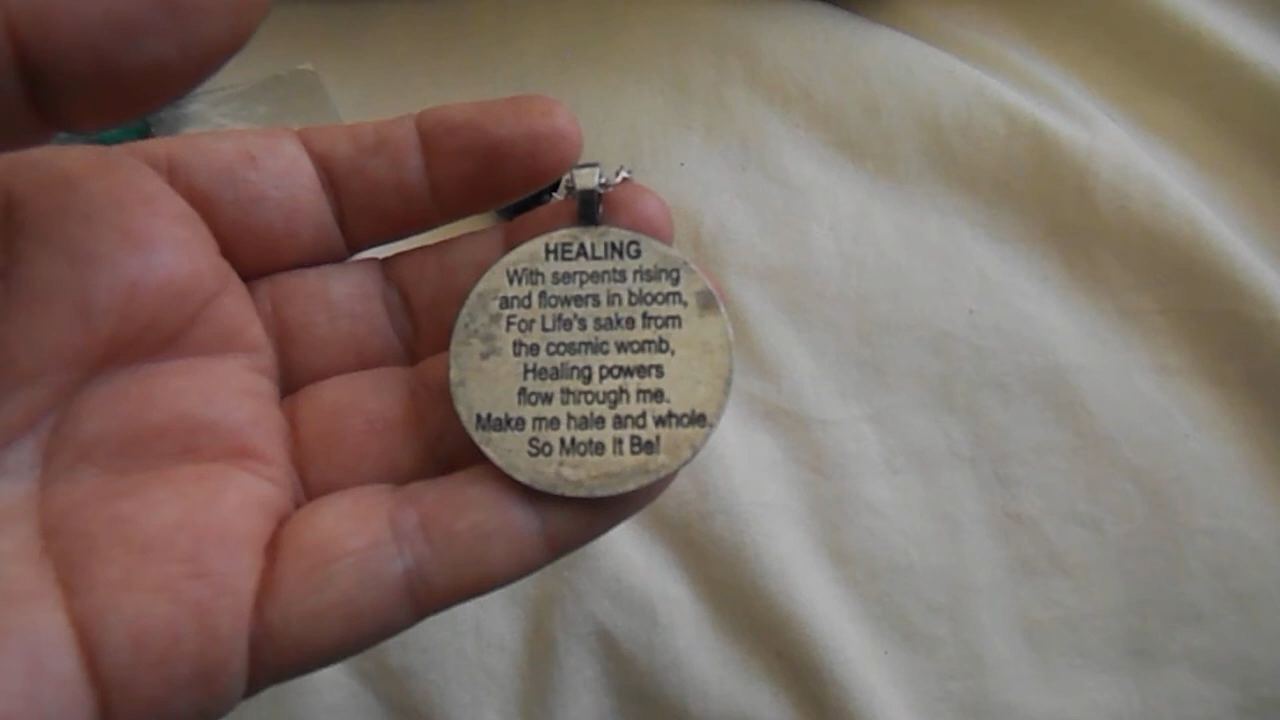 HEALING
With serpents rising
and flowers in bloom,
For Life's sake from
the cosmic womb,
Healing powers
flow through me.
Make me hale and whole.
So Mote It Be!